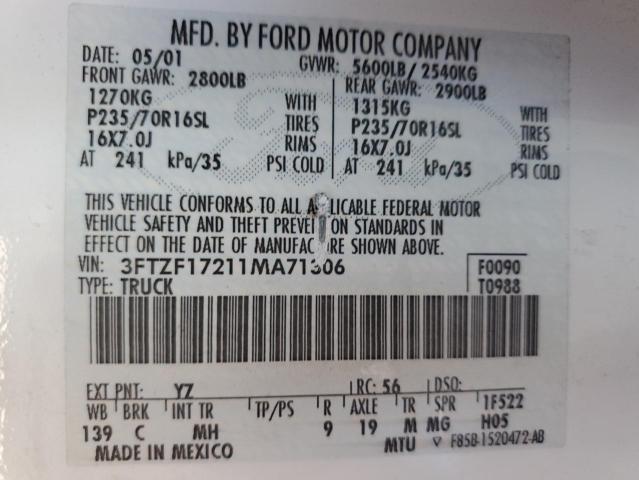 MFD. BY FORD MOTOR COMPANY
DATE: 05/01 GVWR: 5600LB/ 2540KG
FRONT GAWR: 2800LB REAR GAWR: 2900LB
1270KG WITH 1315KG WITH
P235/70R16SL TIRES P235/70R16SL TIRES
16X7.0J RIMS 16X7.0J RIMS
AT 241 kPa/35 PSI COLD AT 241 kPa/35 PSI COLD
THIS VEHICLE CONFORMS TO ALL A LICABLE FEDERAL MOTOR
VEHICLE SAFETY AND THEFT PREVE ION STANDARDS IN
EFFECT ON THE DATE OF MANUFAC RE SHOWN ABOVE.
VIN: 3FTZF17211MA71306 F0090
TYPE: TRUCK T0988
EXT PNT: YZ RC: 56 DSO:
WB BRK INT TR TP/PS R AXLE TR SPR 1F522
139 C MH 9 19 M MG H05
MADE IN MEXICO MTU F85B-1520472-AB